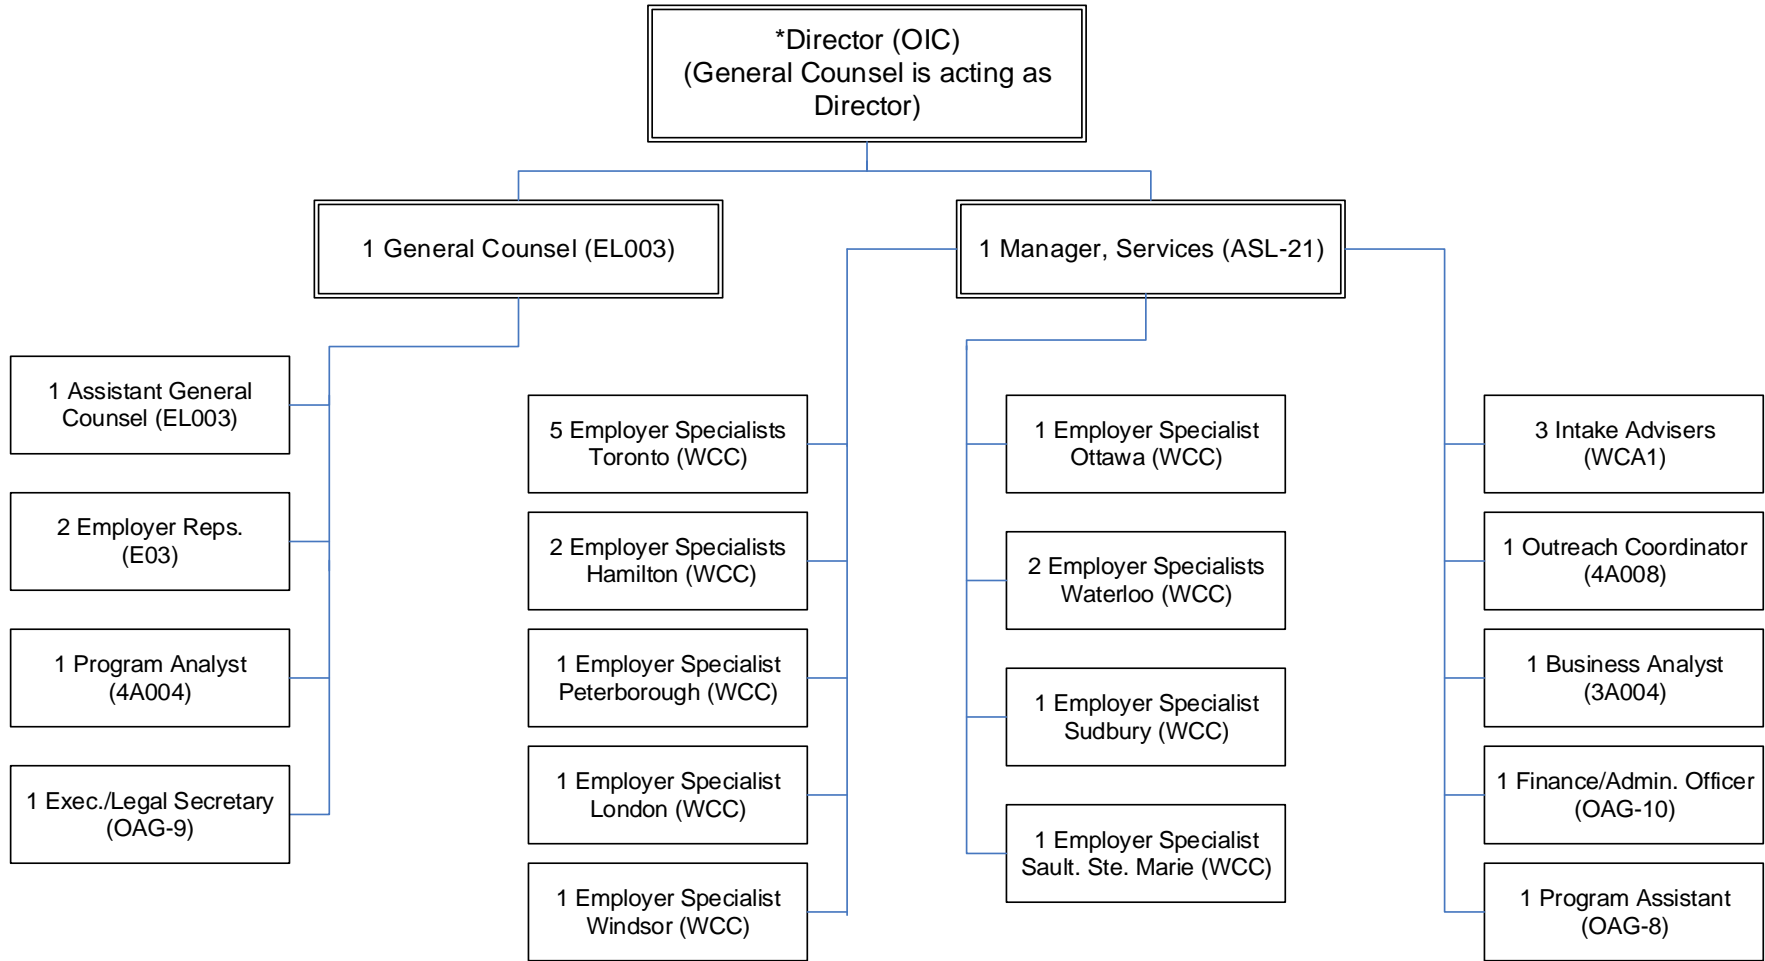 *Director (OIC)
(General Counsel is acting as
Director)
1 General Counsel (EL003)
1 Manager, Services (ASL-21)
1 Assistant General
Counsel (EL003)
2 Employer Reps.
(E03)
1 Program Analyst
(4A004)
1 Exec./Legal Secretary
(OAG-9)
5 Employer Specialists
Toronto (WCC)
2 Employer Specialists
Hamilton (WCC)
1 Employer Specialist
Peterborough (WCC)
1 Employer Specialist
London (WCC)
1 Employer Specialist
Windsor (WCC)
1 Employer Specialist
Ottawa (WCC)
2 Employer Specialists
Waterloo (WCC)
1 Employer Specialist
Sudbury (WCC)
1 Employer Specialist
Sault. Ste. Marie (WCC)
3 Intake Advisers
(WCA1)
1 Outreach Coordinator
(4A008)
1 Business Analyst
(3A004)
1 Finance/Admin. Officer
(OAG-10)
1 Program Assistant
(OAG-8)